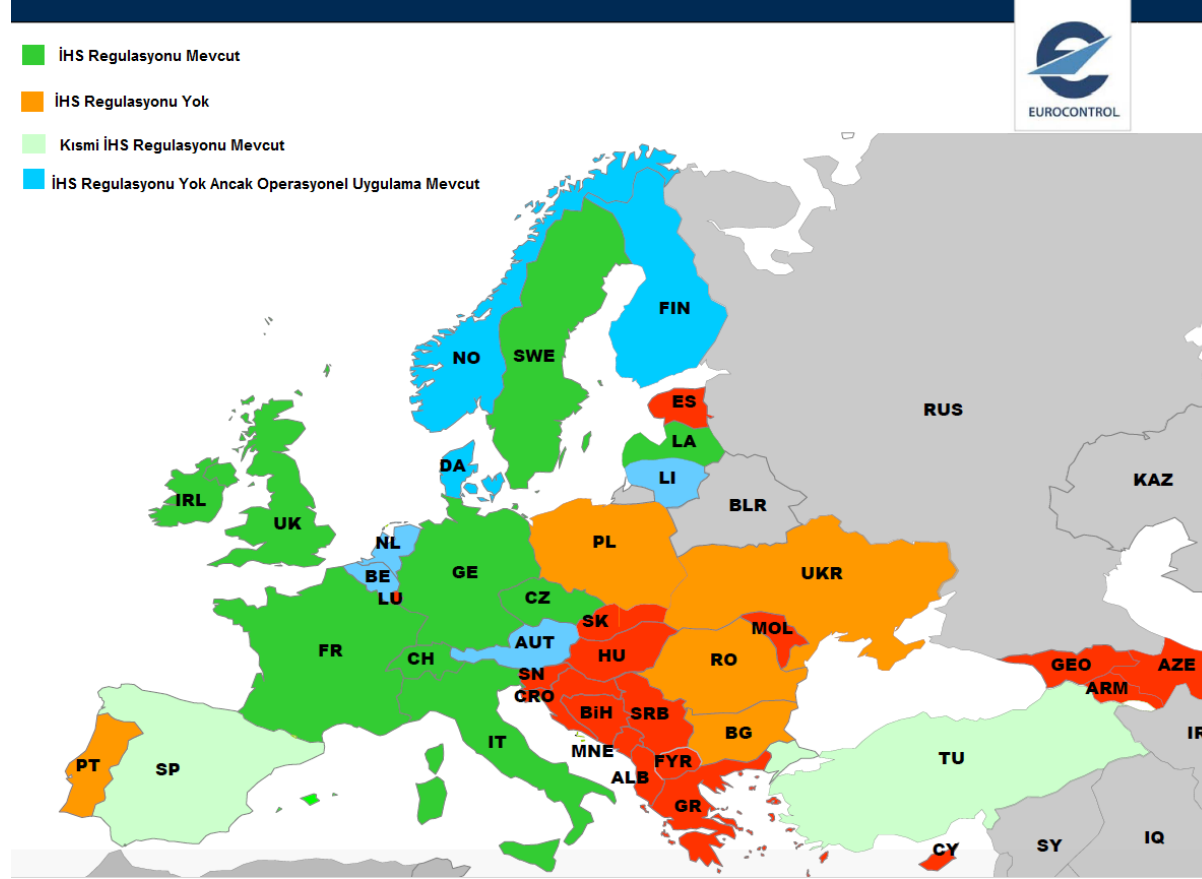 İHS Regulasyonu Mevcut
İHS Regulasyonu Yok
Kısmi İHS Regulasyonu Mevcut
İHS Regulasyonu Yok Ancak Operasyonel Uygulama Mevcut
EUROCONTROL
FIN
NO
SWE
ES
RUS
LA
DA
LI
KAZ
IRL
BLR
UK
NL
PL
GE
BE
UKR
LU
CZ
SK
MOL
AUT
FR
CH
HU
RO
GEO
AZE
SN
ARM
CRO
BiH
SRB
IT
BG
IR
MNE
FYR
TU
PT
SP
ALB
GR
IQ
CY
SY